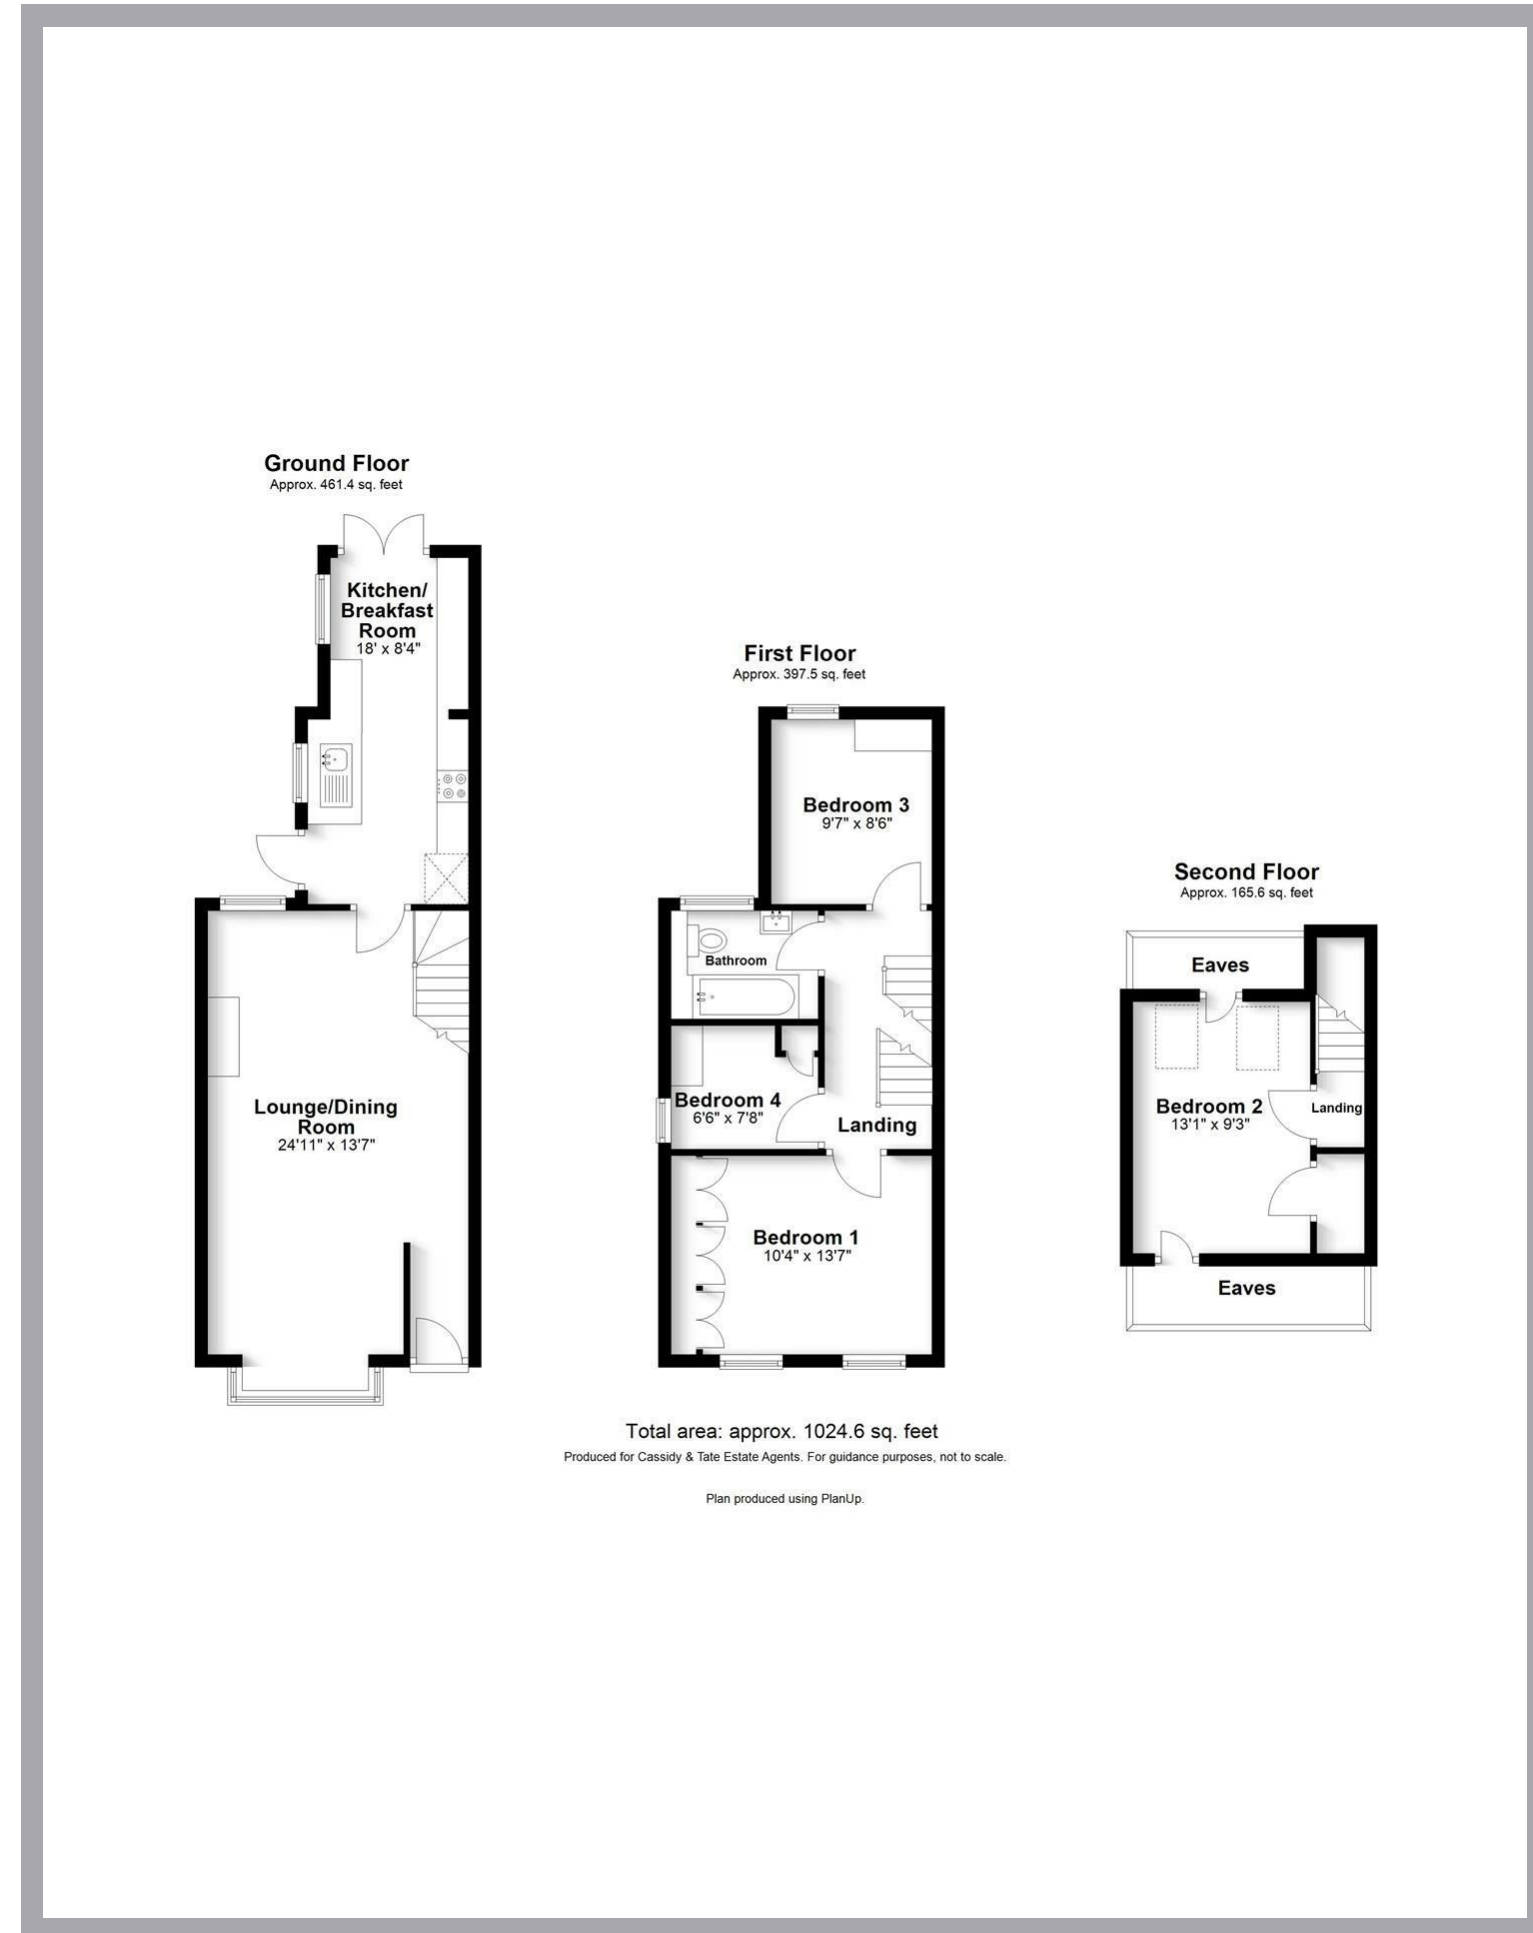 Ground Floor
Approx. 461.4 sq. feet
Kitchen/
Breakfast
Room
18' x 8'4"
Lounge/Dining
Room
24'11" x 13'7"
First Floor
Approx. 397.5 sq. feet
Bedroom 3
9'7" x 8'6"
Bathroom
Bedroom 4
6'6" x 7'8"
Landing
Bedroom 1
10'4" x 13'7"
Second Floor
Approx. 165.6 sq. feet
Eaves
Bedroom 2
13'1" x 9'3"
Landing
Eaves
Total area: approx. 1024.6 sq. feet
Produced for Cassidy & Tate Estate Agents. For guidance purposes, not to scale.
Plan produced using PlanUp.